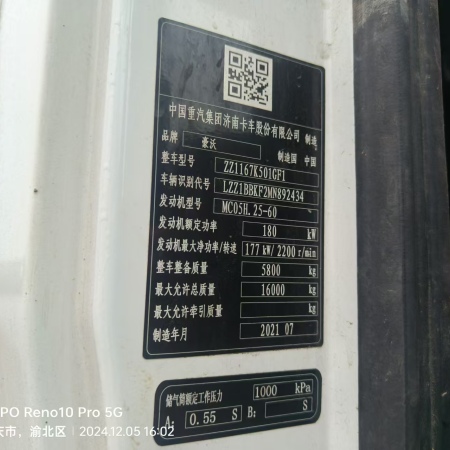 中国重汽集团济南卡车股份有限公司 制造
品牌 豪沃 制造国 中国
整车型号 ZZ1167K501GF1
车辆识别代号 LZZ1BBKF2MN892434
发动机型号 MC05H.25-60
发动机额定功率 180 kW
发动机最大净功率/转速 177 kW/ 2200 r/min
整车整备质量 5800 kg
最大允许总质量 16000 kg
最大允许牵引质量 kg
制造年月 2021 07
储气筒额定工作压力 1000 kPa
A: 0.55 S B: S
PO Reno10 Pro 5G
庆市，渝北区 2024.12.05 16:02